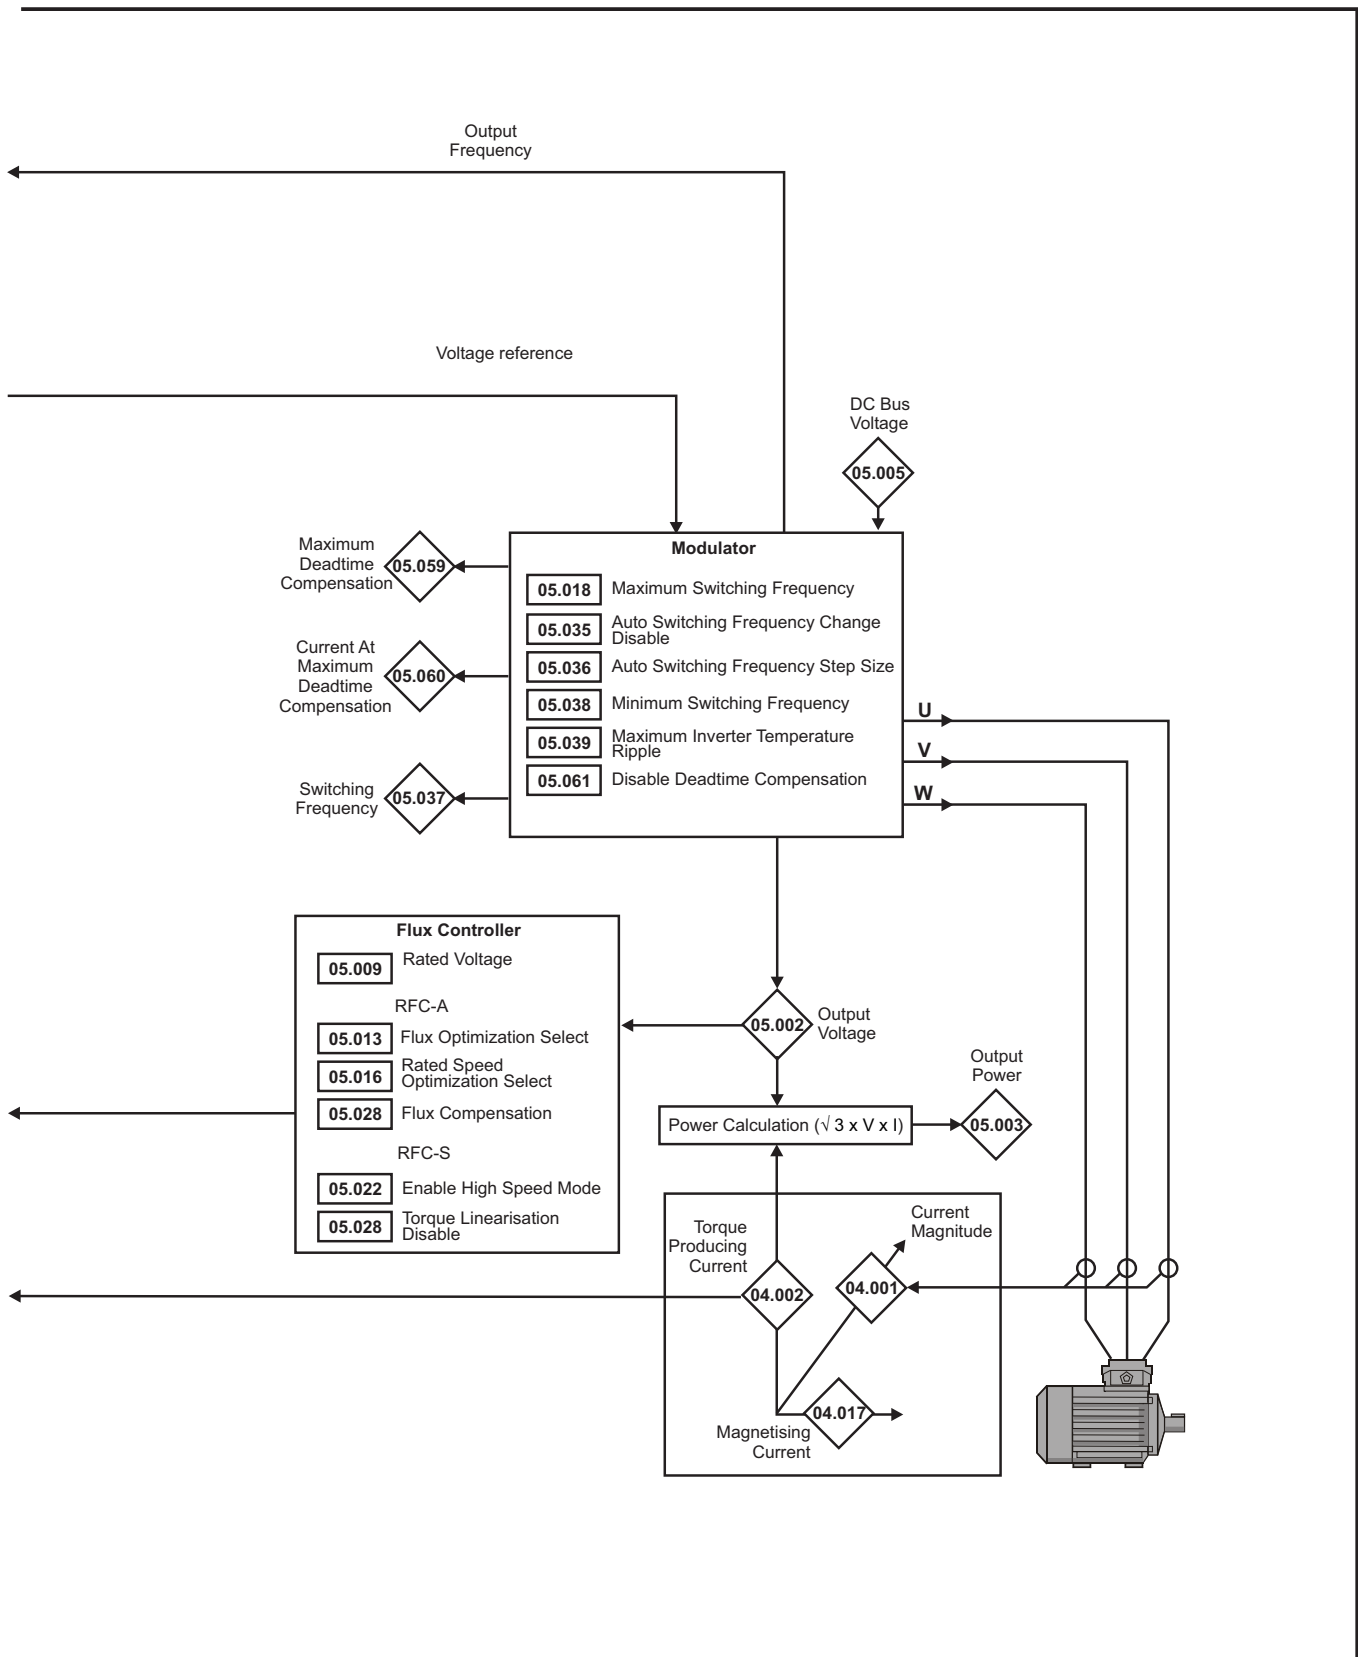 Output
Frequency
Voltage reference
DC Bus
Voltage
05.005
Modulator
Maximum
Deadtime
Compensation
05.059
05.018 Maximum Switching Frequency
05.035 Auto Switching Frequency Change
Disable
Current At
Maximum
Deadtime
Compensation
05.060
05.036 Auto Switching Frequency Step Size
05.038 Minimum Switching Frequency
05.039 Maximum Inverter Temperature
Ripple
05.061 Disable Deadtime Compensation
Switching
Frequency
05.037
U
V
W
Flux Controller
05.009 Rated Voltage
RFC-A
05.013 Flux Optimization Select
05.016 Rated Speed
Optimization Select
05.028 Flux Compensation
RFC-S
05.022 Enable High Speed Mode
05.028 Torque Linearisation
Disable
05.002
Output
Voltage
Output
Power
Power Calculation (√ 3 x V x I)
05.003
Torque
Producing
Current
04.002
Current
Magnitude
04.001
04.017
Magnetising
Current